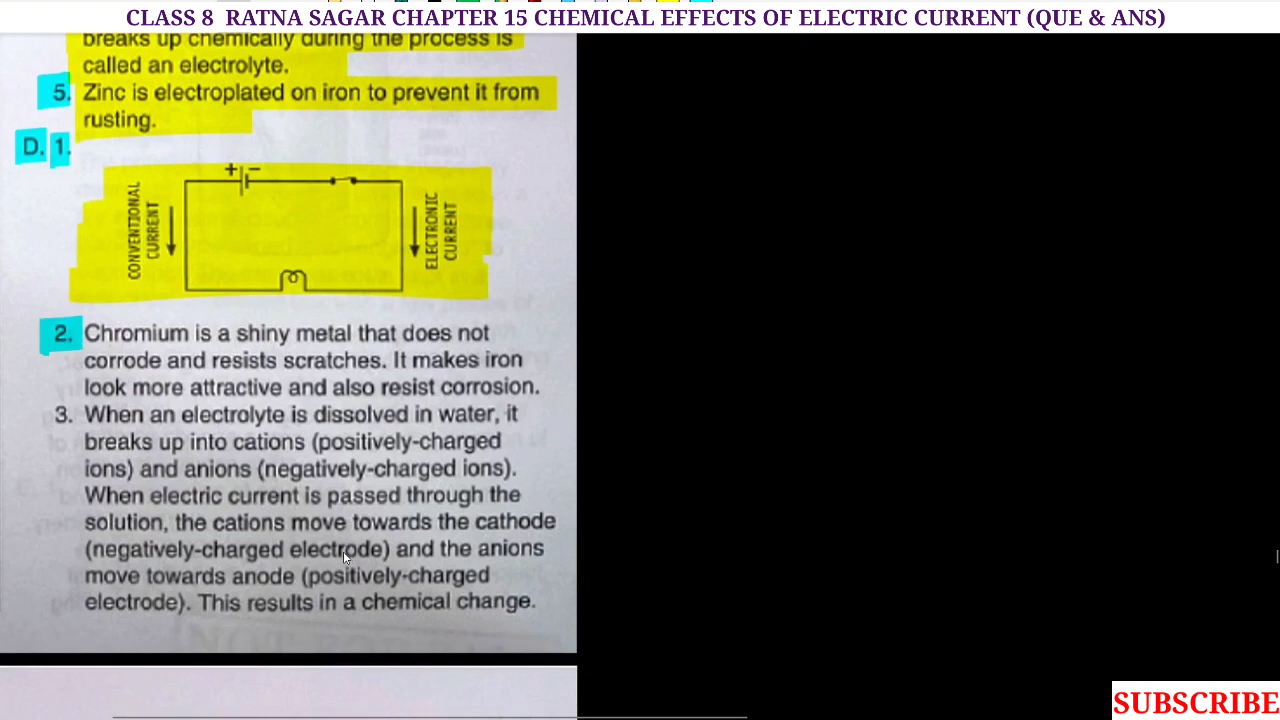 CLASS 8 RATNA SAGAR CHAPTER 15 CHEMICAL EFFECTS OF ELECTRIC CURRENT (QUE & ANS)
breaks up chemically during the process is
called an electrolyte.
5. Zinc is electroplated on iron to prevent it from
rusting.
D. 1.
+ −
CONVENTIONAL
CURRENT
ELECTRONIC
CURRENT
2. Chromium is a shiny metal that does not
corrode and resists scratches. It makes iron
look more attractive and also resist corrosion.
3. When an electrolyte is dissolved in water, it
breaks up into cations (positively-charged
ions) and anions (negatively-charged ions).
When electric current is passed through the
solution, the cations move towards the cathode
(negatively-charged electrode) and the anions
move towards anode (positively-charged
electrode). This results in a chemical change.
SUBSCRIBE